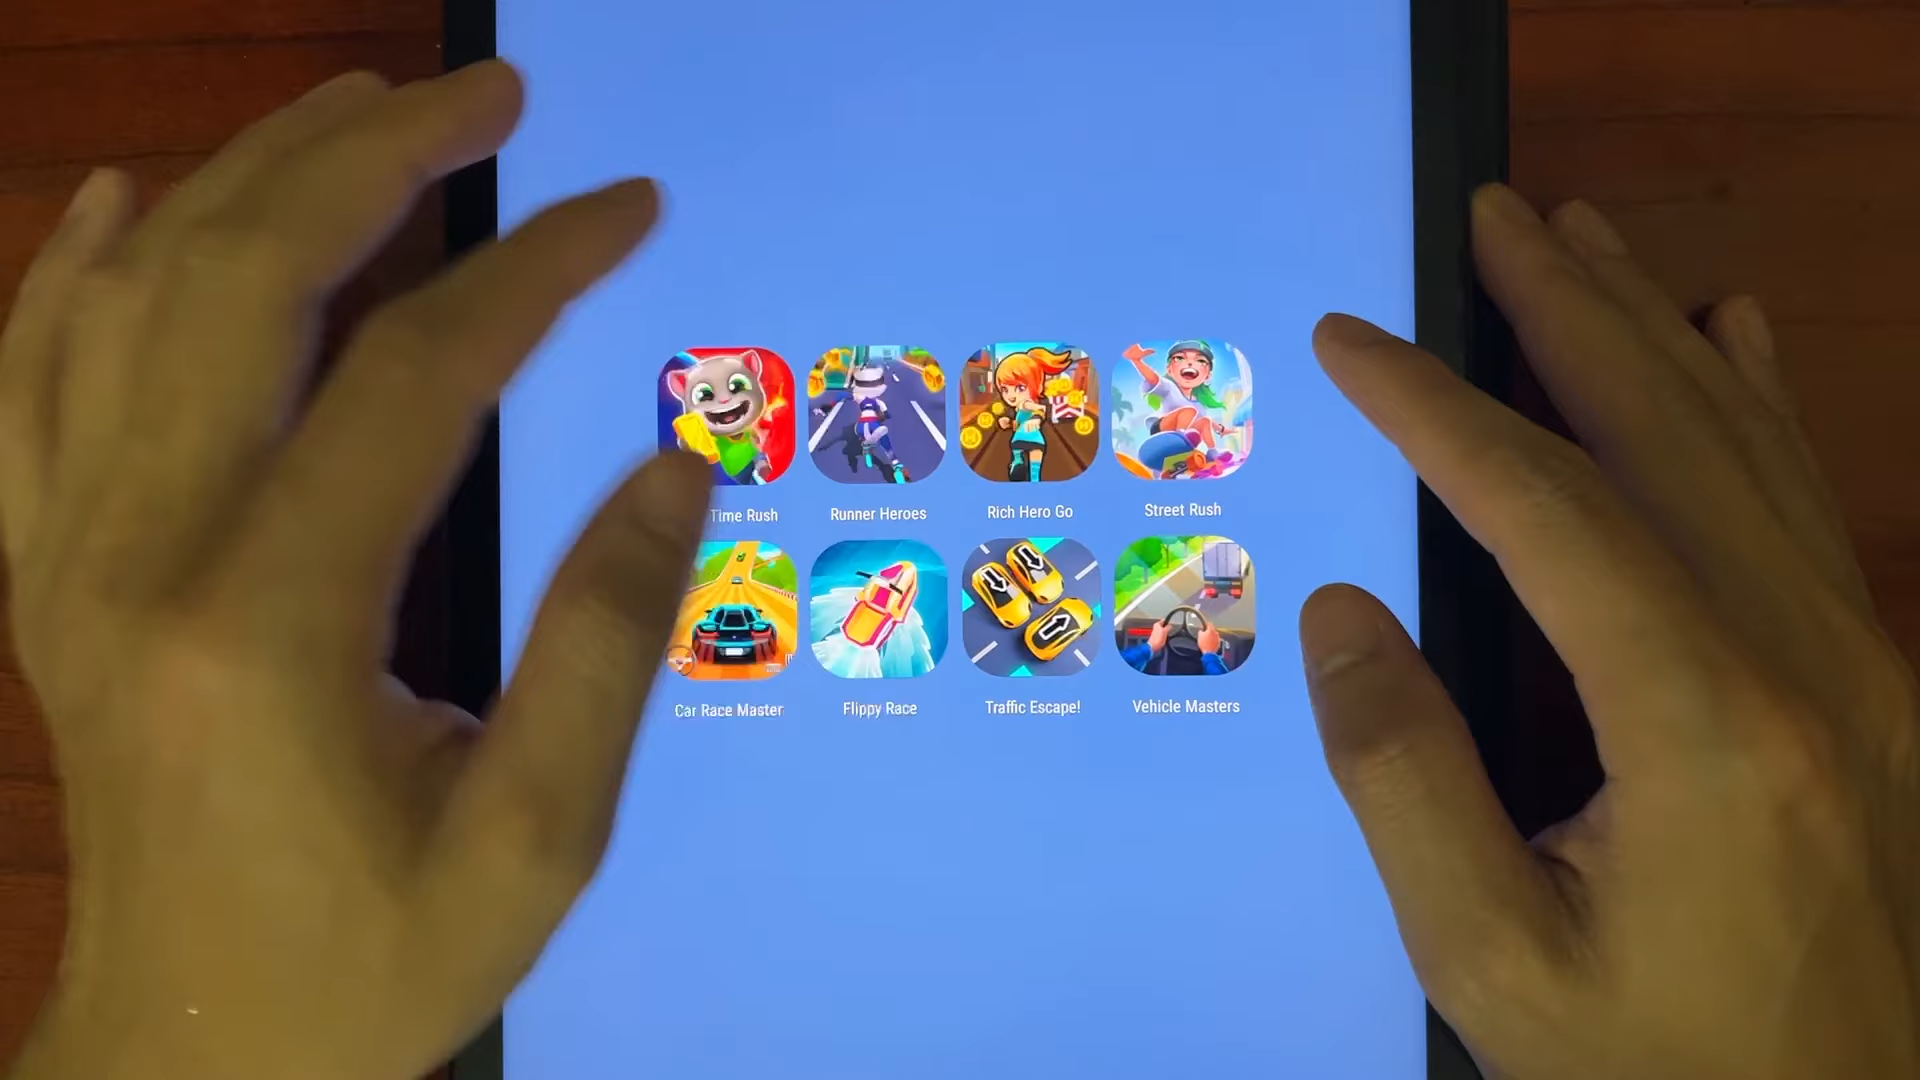 Time Rush
Runner Heroes
Rich Hero Go
Street Rush
Car Race Master
Flippy Race
Traffic Escape!
Vehicle Masters